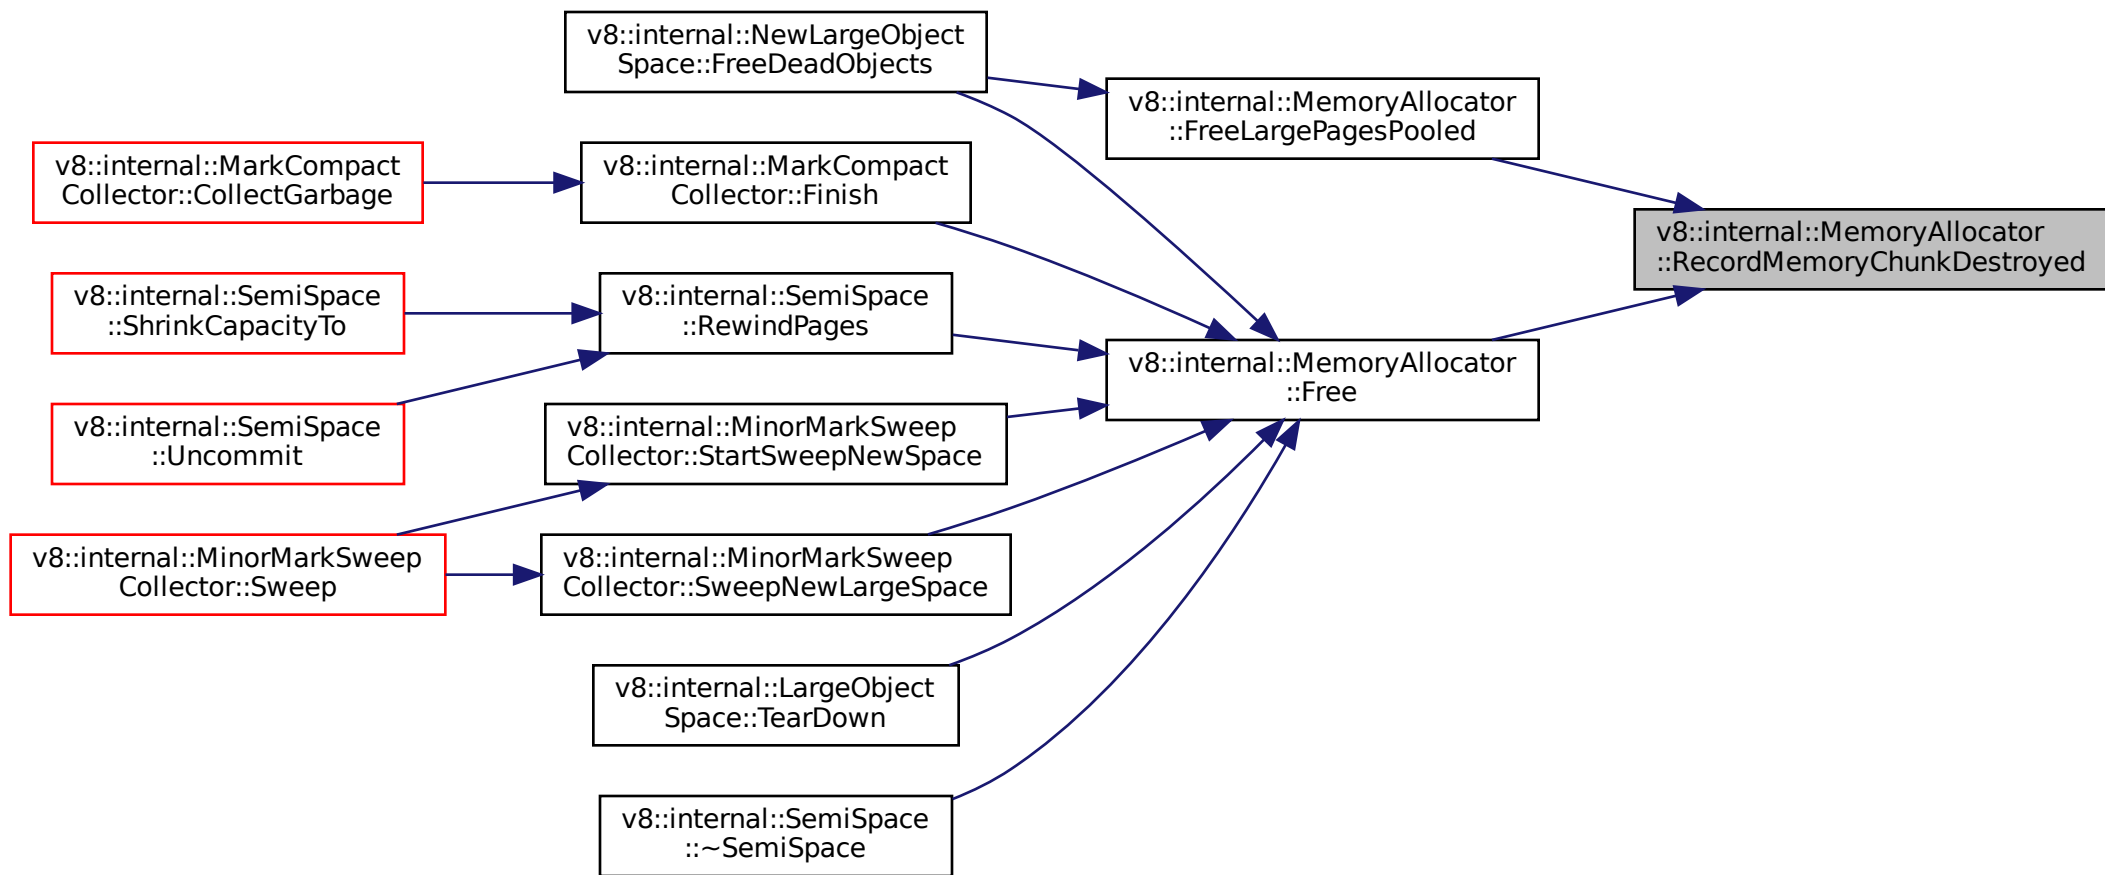 v8::internal::NewLargeObject
Space::FreeDeadObjects
v8::internal::MemoryAllocator
::FreeLargePagesPooled
v8::internal::MarkCompact
Collector::CollectGarbage
v8::internal::MarkCompact
Collector::Finish
v8::internal::MemoryAllocator
::RecordMemoryChunkDestroyed
v8::internal::SemiSpace
::ShrinkCapacityTo
v8::internal::SemiSpace
::RewindPages
v8::internal::MemoryAllocator
::Free
v8::internal::SemiSpace
::Uncommit
v8::internal::MinorMarkSweep
Collector::StartSweepNewSpace
v8::internal::MinorMarkSweep
Collector::Sweep
v8::internal::MinorMarkSweep
Collector::SweepNewLargeSpace
v8::internal::LargeObject
Space::TearDown
v8::internal::SemiSpace
::~SemiSpace